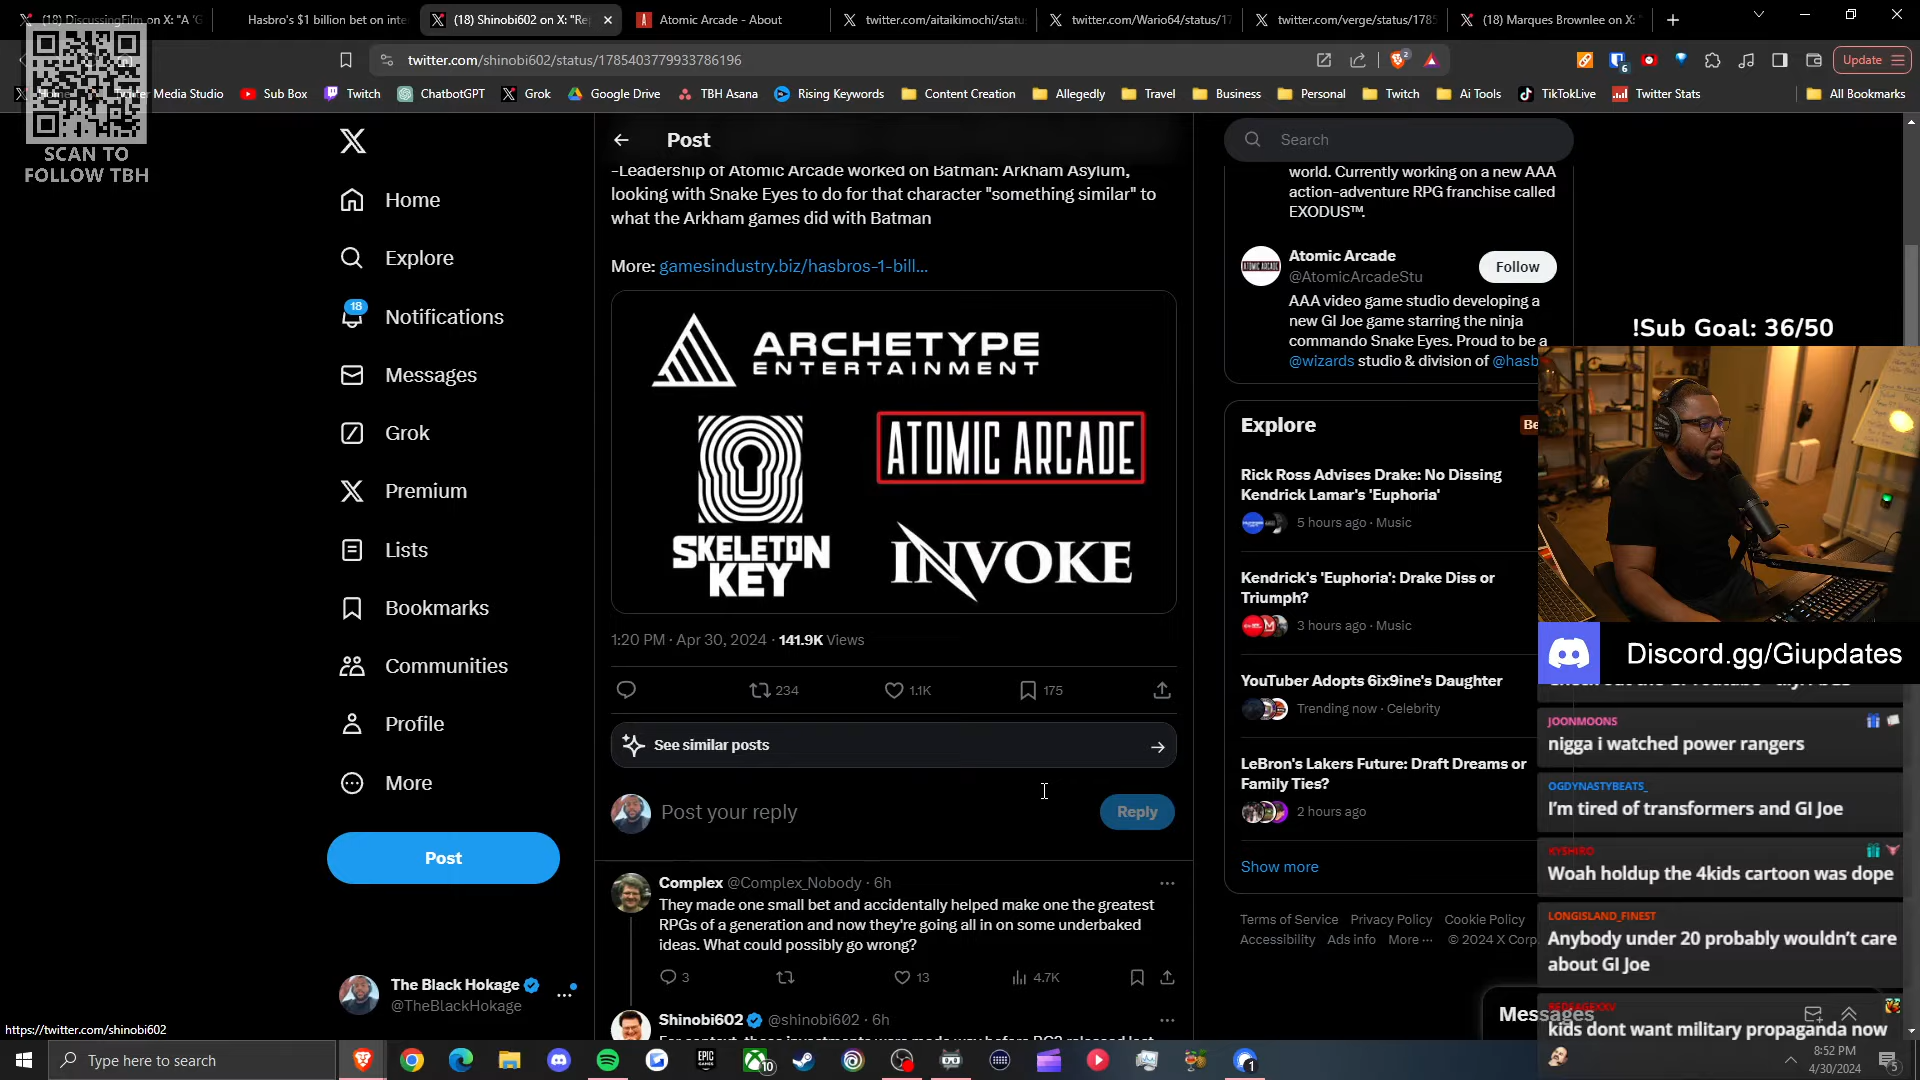 (18) DiscussingFilm on X: "A 'G
Hasbro's $1 billion bet on inte
(18) Shinobi602 on X: "Re
Atomic Arcade - About
twitter.com/aitaikimochi/statu
twitter.com/Wario64/status/17
twitter.com/verge/status/1785
(18) Marques Brownlee on X: "
twitter.com/shinobi602/status/1785403779933786196
Update
Media Studio
Sub Box
Twitch
ChatbotGPT
Grok
Google Drive
TBH Asana
Rising Keywords
Content Creation
Allegedly
Travel
Business
Personal
Twitch
Ai Tools
TikTokLive
Twitter Stats
All Bookmarks
SCAN TO
FOLLOW TBH
Home
Explore
18
Notifications
Messages
Grok
Premium
Lists
Bookmarks
Communities
Profile
More
Post
The Black Hokage
@TheBlackHokage
https://twitter.com/shinobi602
Post
-Leadership of Atomic Arcade worked on Batman: Arkham Asylum,
looking with Snake Eyes to do for that character "something similar" to
what the Arkham games did with Batman
More: gamesindustry.biz/hasbros-1-bill...
ARCHETYPE
ENTERTAINMENT
SKELETON
KEY
ATOMIC ARCADE
INVOKE
1:20 PM · Apr 30, 2024 · 141.9K Views
234
1.1K
175
See similar posts
Post your reply
Reply
Complex @Complex_Nobody · 6h
They made one small bet and accidentally helped make one the greatest
RPGs of a generation and now they're going all in on some underbaked
ideas. What could possibly go wrong?
3
13
4.7K
Shinobi602 @shinobi602 · 6h
Search
world. Currently working on a new AAA
action-adventure RPG franchise called
EXODUS™.
Atomic Arcade
@AtomicArcadeStu
Follow
AAA video game studio developing a
new GI Joe game starring the ninja
commando Snake Eyes. Proud to be a
@wizards studio & division of @hasb
Explore
Be
Rick Ross Advises Drake: No Dissing
Kendrick Lamar's 'Euphoria'
5 hours ago · Music
Kendrick's 'Euphoria': Drake Diss or
Triumph?
3 hours ago · Music
YouTuber Adopts 6ix9ine's Daughter
Trending now · Celebrity
LeBron's Lakers Future: Draft Dreams or
Family Ties?
2 hours ago
Show more
Terms of Service Privacy Policy Cookie Policy
Accessibility Ads info More ··· © 2024 X Corp
Messages
!Sub Goal: 36/50
Discord.gg/Giupdates
JOONMOONS
nigga i watched power rangers
OGDYNASTYBEATS_
I'm tired of transformers and GI Joe
KYSHIRO
Woah holdup the 4kids cartoon was dope
LONGISLAND_FINEST
Anybody under 20 probably wouldn't care
about GI Joe
kids dont want military propaganda now
Type here to search
EPIC
GAMES
10
1
8:52 PM
4/30/2024
5